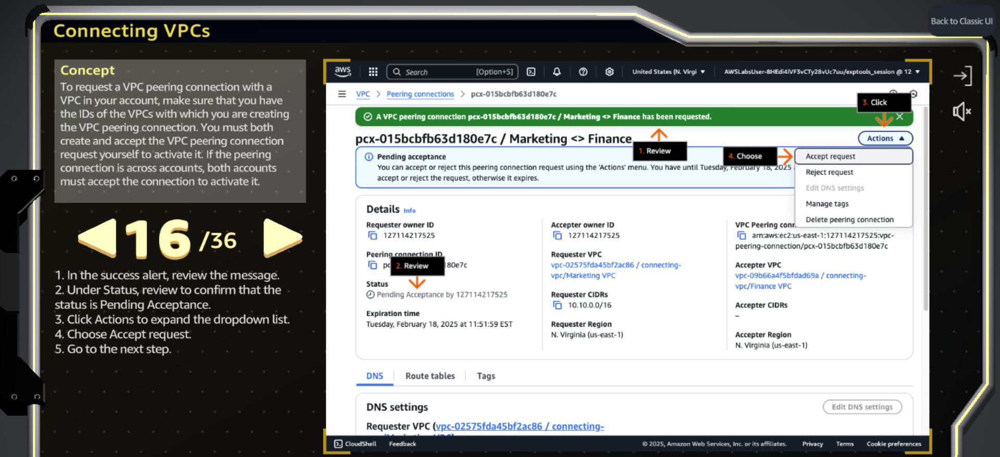 Back to Classic UI
Connecting VPCs
Concept
To request a VPC peering connection with a
VPC in your account, make sure that you have
the IDs of the VPCs with which you are creating
the VPC peering connection. You must both
create and accept the VPC peering connection
request yourself to activate it. If the peering
connection is across accounts, both accounts
must accept the connection to activate it.
16 /36
1. In the success alert, review the message.
2. Under Status, review to confirm that the
status is Pending Acceptance.
3. Click Actions to expand the dropdown list.
4. Choose Accept request.
5. Go to the next step.
aws
Search [Option+S]
United States (N. Virgi
AWSLabsUser-8HEdi4iVF3vCTy28vUc7uu/exptools_session @ 12
VPC > Peering connections > pcx-015bcbfb63d180e7c
3. Click
A VPC peering connection pcx-015bcbfb63d180e7c / Marketing <> Finance has been requested.
pcx-015bcbfb63d180e7c / Marketing <> Finance
1. Review
Actions
4. Choose
Accept request
Reject request
Edit DNS settings
Manage tags
Delete peering connection
Pending acceptance
You can accept or reject this peering connection request using the 'Actions' menu. You have until Tuesday, February 18, 2025
accept or reject the request, otherwise it expires.
Details Info
Requester owner ID
127114217525
Peering connection ID
2. Review
pc 80e7c
Status
Pending Acceptance by 127114217525
Expiration time
Tuesday, February 18, 2025 at 11:51:59 EST
Accepter owner ID
127114217525
Requester VPC
vpc-02575fda45bf2ac86 / connecting-
vpc/Marketing VPC
Requester CIDRs
10.10.0.0/16
Requester Region
N. Virginia (us-east-1)
VPC Peering conn
arn:aws:ec2:us-east-1:127114217525:vpc-
peering-connection/pcx-015bcbfb63d180e7c
Accepter VPC
vpc-09b66a4f5bfdad69a / connecting-
vpc/Finance VPC
Accepter CIDRs
–
Accepter Region
N. Virginia (us-east-1)
DNS
Route tables
Tags
DNS settings
Edit DNS settings
Requester VPC (vpc-02575fda45bf2ac86 / connecting-
CloudShell
Feedback
© 2025, Amazon Web Services, Inc. or its affiliates.
Privacy
Terms
Cookie preferences